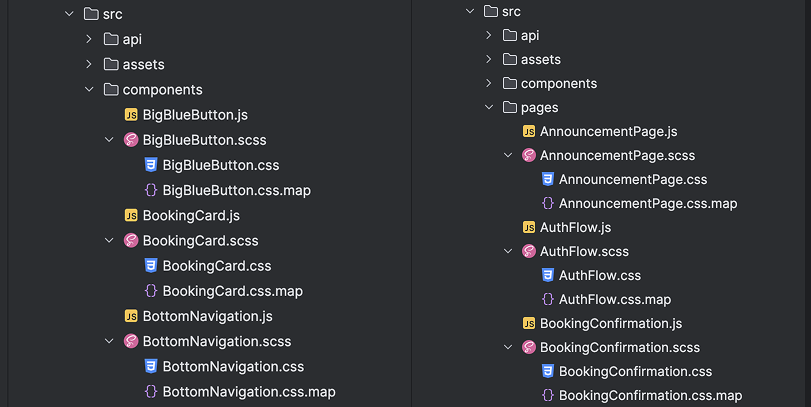 src
api
assets
components
BigBlueButton.js
BigBlueButton.scss
BigBlueButton.css
BigBlueButton.css.map
BookingCard.js
BookingCard.scss
BookingCard.css
BookingCard.css.map
BottomNavigation.js
BottomNavigation.scss
BottomNavigation.css
BottomNavigation.css.map
src
api
assets
components
pages
AnnouncementPage.js
AnnouncementPage.scss
AnnouncementPage.css
AnnouncementPage.css.map
AuthFlow.js
AuthFlow.scss
AuthFlow.css
AuthFlow.css.map
BookingConfirmation.js
BookingConfirmation.scss
BookingConfirmation.css
BookingConfirmation.css.map